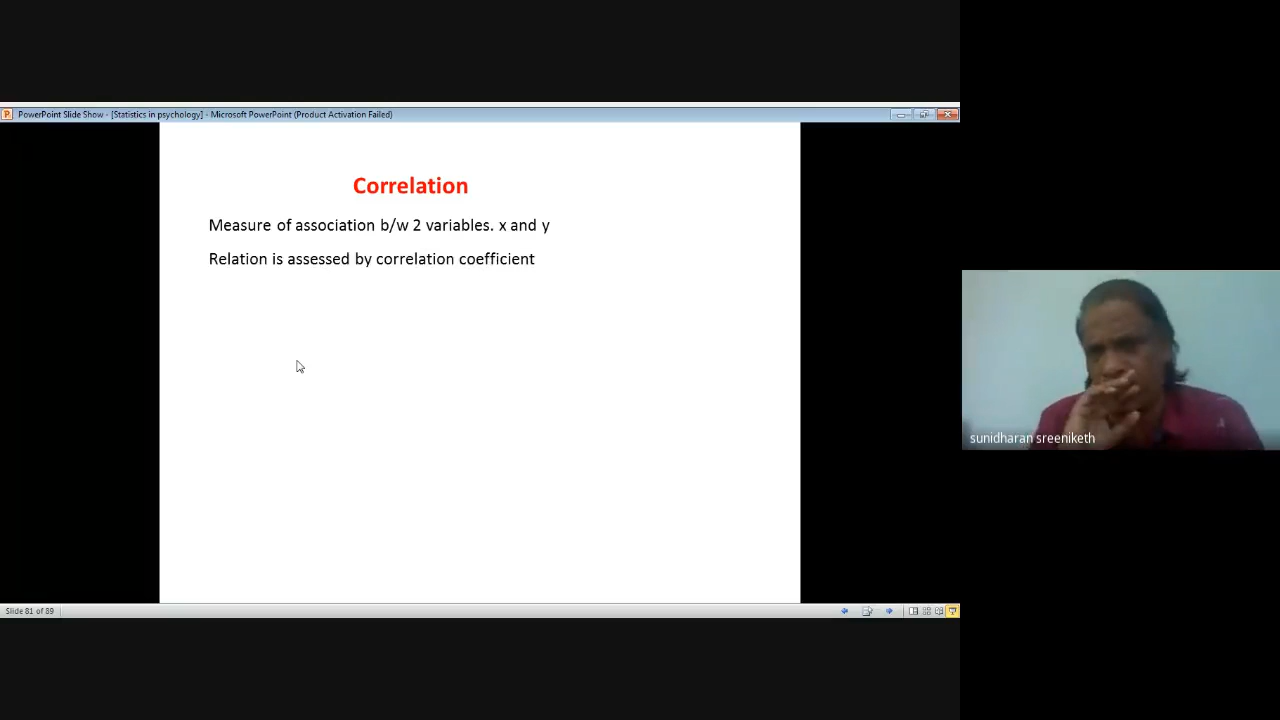 PowerPoint Slide Show - [Statistics in psychology] - Microsoft PowerPoint (Product Activation Failed)
Correlation
Measure of association b/w 2 variables. x and y
Relation is assessed by correlation coefficient
sunidharan sreeniketh
Slide 81 of 89